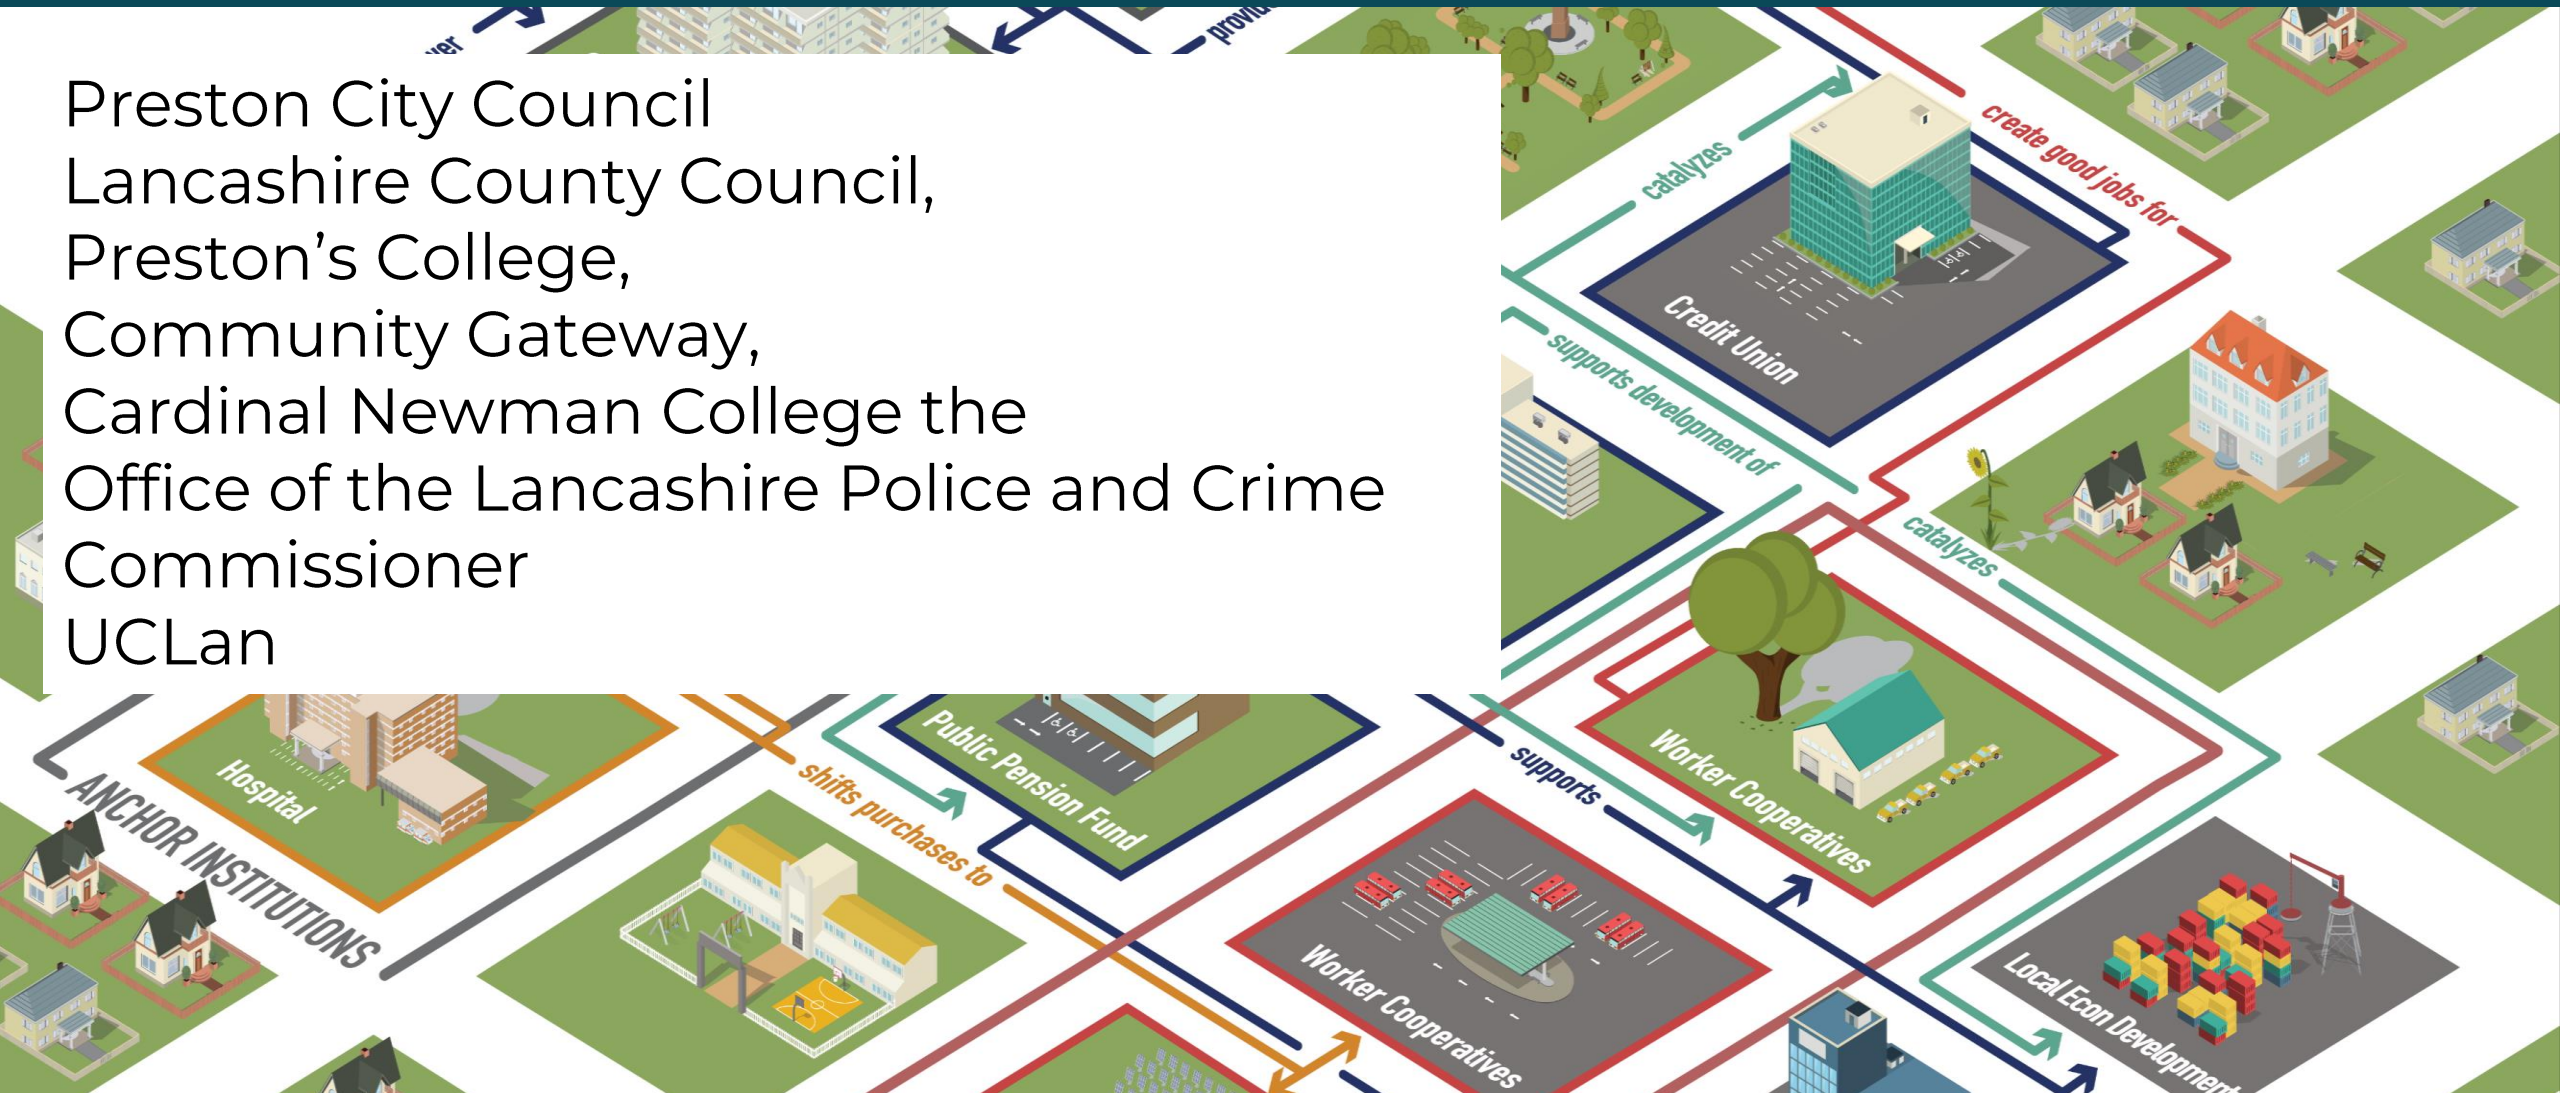 Preston City Council
Lancashire County Council,
Preston’s College,
Community Gateway,
Cardinal Newman College the
Office of the Lancashire Police and Crime
Commissioner
UCLan
catalyzes
create good jobs for
Credit Union
supports development of
catalyzes
Hospital
ANCHOR INSTITUTIONS
shifts purchases to
Public Pension Fund
supports
Worker Cooperatives
Worker Cooperatives
Local Econ Development